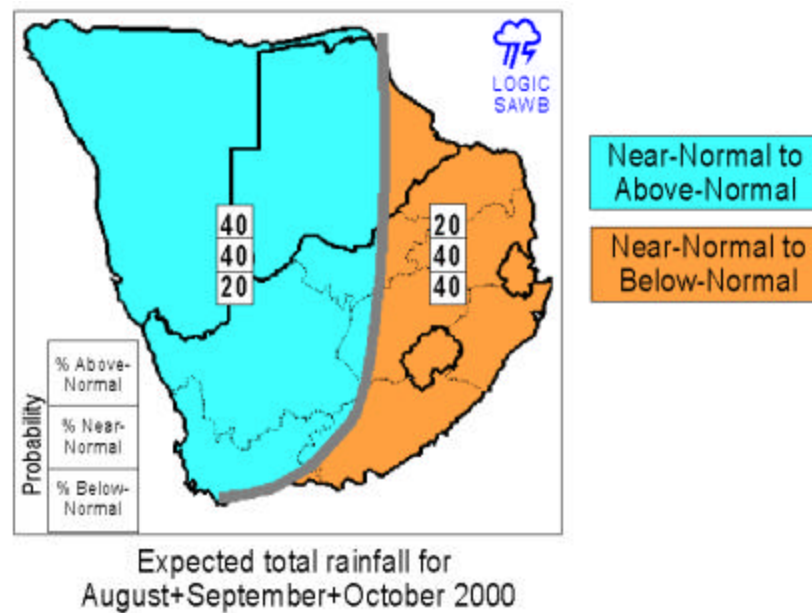 LOGIC
SAWB
Near-Normal to
Above-Normal
Near-Normal to
Below-Normal
40
40
20
20
40
40
Probability
% Above-
Normal
% Near-
Normal
% Below-
Normal
Expected total rainfall for
August+September+October 2000